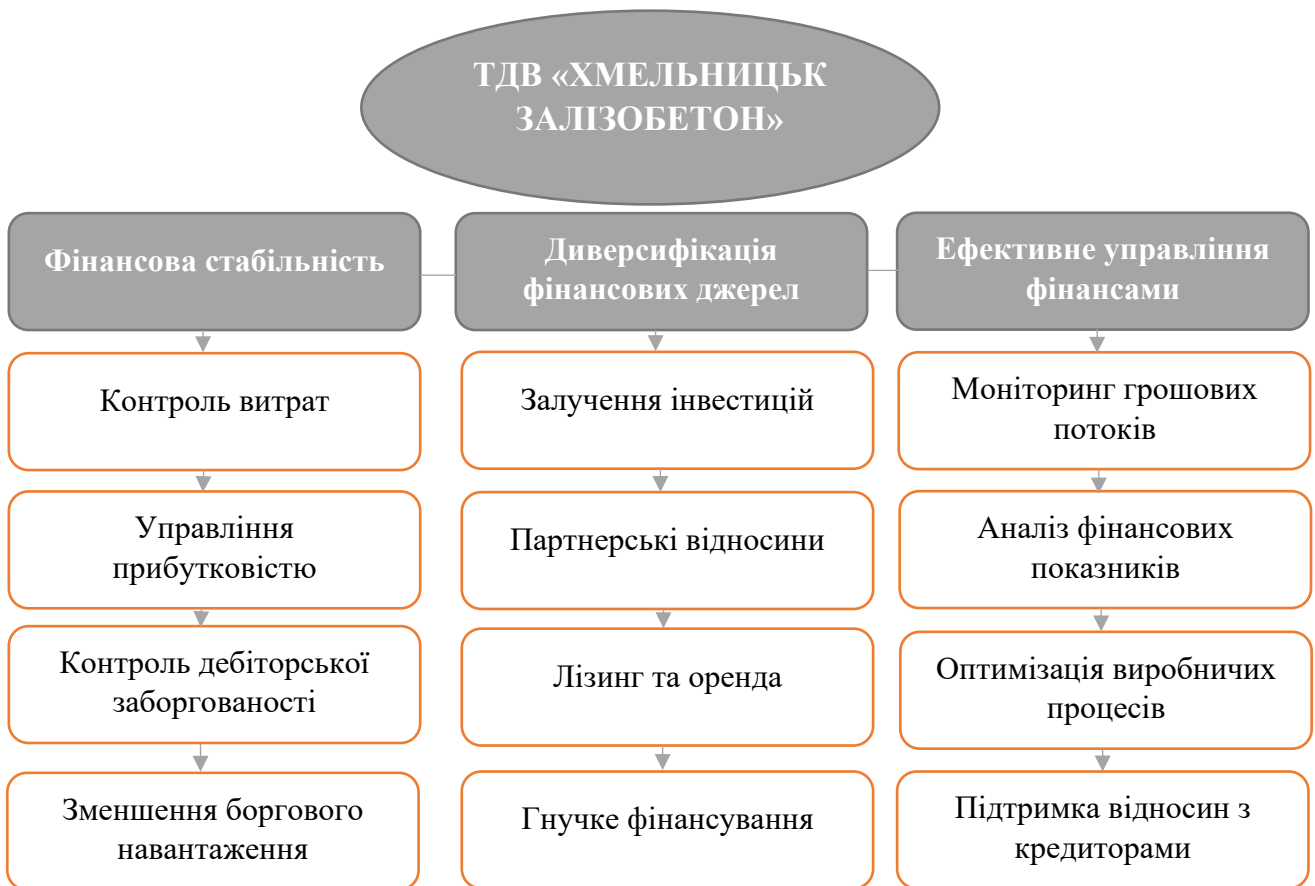 ТДВ «ХМЕЛЬНИЦЬК
ЗАЛІЗОБЕТОН»
Фінансова стабільність
Диверсифікація
фінансових джерел
Ефективне управління
фінансами
Контроль витрат
Управління
прибутковістю
Контроль дебіторської
заборгованості
Зменшення боргового
навантаження
Залучення інвестицій
Партнерські відносини
Лізинг та оренда
Гнучке фінансування
Моніторинг грошових
потоків
Аналіз фінансових
показників
Оптимізація виробничих
процесів
Підтримка відносин з
кредиторами